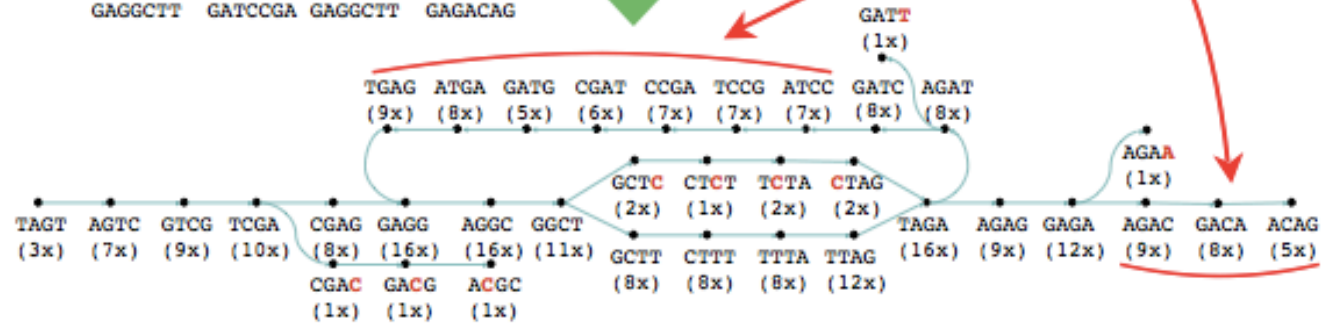 GAGGCTT GATCCGA GAGGCTT GAGACAG
GATT
(1x)
TGAG ATGA GATG CGAT CCGA TCCG ATCC GATC AGAT
(9x) (8x) (5x) (6x) (7x) (7x) (7x) (8x) (8x)
AGAA
(1x)
GCTC CTCT TCTA CTAG
(2x) (1x) (2x) (2x)
TAGT AGTC GTCG TCGA CGAG GAGG AGGC GGCT TAGA AGAG GAGA AGAC GACA ACAG
(3x) (7x) (9x) (10x) (8x) (16x) (16x) (11x) (16x) (9x) (12x) (9x) (8x) (5x)
GCTT CTTT TTTA TTAG
(8x) (8x) (8x) (12x)
CGAC GACG ACGC
(1x) (1x) (1x)